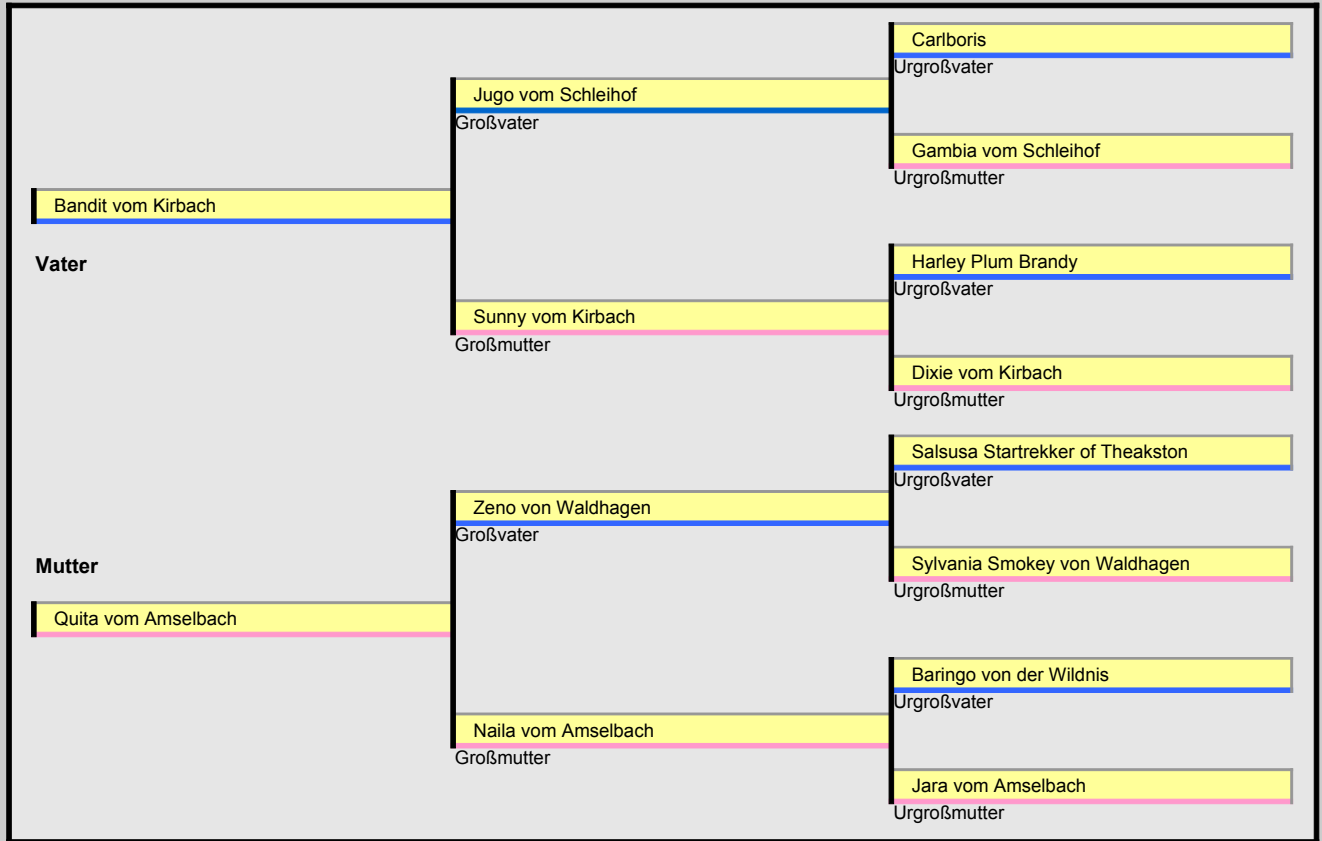 Carlboris
Urgroßvater
Jugo vom Schleihof
Großvater
Gambia vom Schleihof
Urgroßmutter
Bandit vom Kirbach
Vater
Harley Plum Brandy
Urgroßvater
Sunny vom Kirbach
Großmutter
Dixie vom Kirbach
Urgroßmutter
Salsusa Startrekker of Theakston
Urgroßvater
Zeno von Waldhagen
Großvater
Sylvania Smokey von Waldhagen
Urgroßmutter
Mutter
Quita vom Amselbach
Baringo von der Wildnis
Urgroßvater
Naila vom Amselbach
Großmutter
Jara vom Amselbach
Urgroßmutter